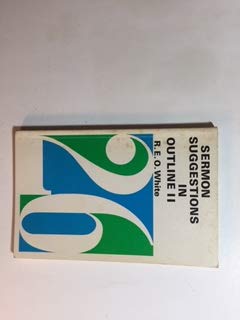 SERMON
SUGGESTIONS
IN
OUTLINE II
R.E.O. White